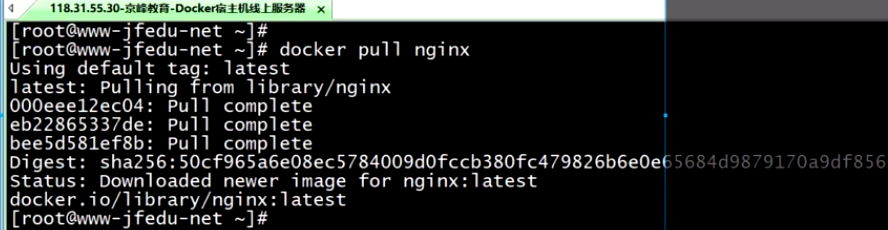 118.31.55.30-京峰教育-Docker宿主机线上服务器 ×
[root@www-jfedu-net ~]#
[root@www-jfedu-net ~]# docker pull nginx
Using default tag: latest
latest: Pulling from library/nginx
000eee12ec04: Pull complete
eb22865337de: Pull complete
bee5d581ef8b: Pull complete
Digest: sha256:50cf965a6e08ec5784009d0fccb380fc479826b6e0e65684d9879170a9df856
Status: Downloaded newer image for nginx:latest
docker.io/library/nginx:latest
[root@www-jfedu-net ~]#